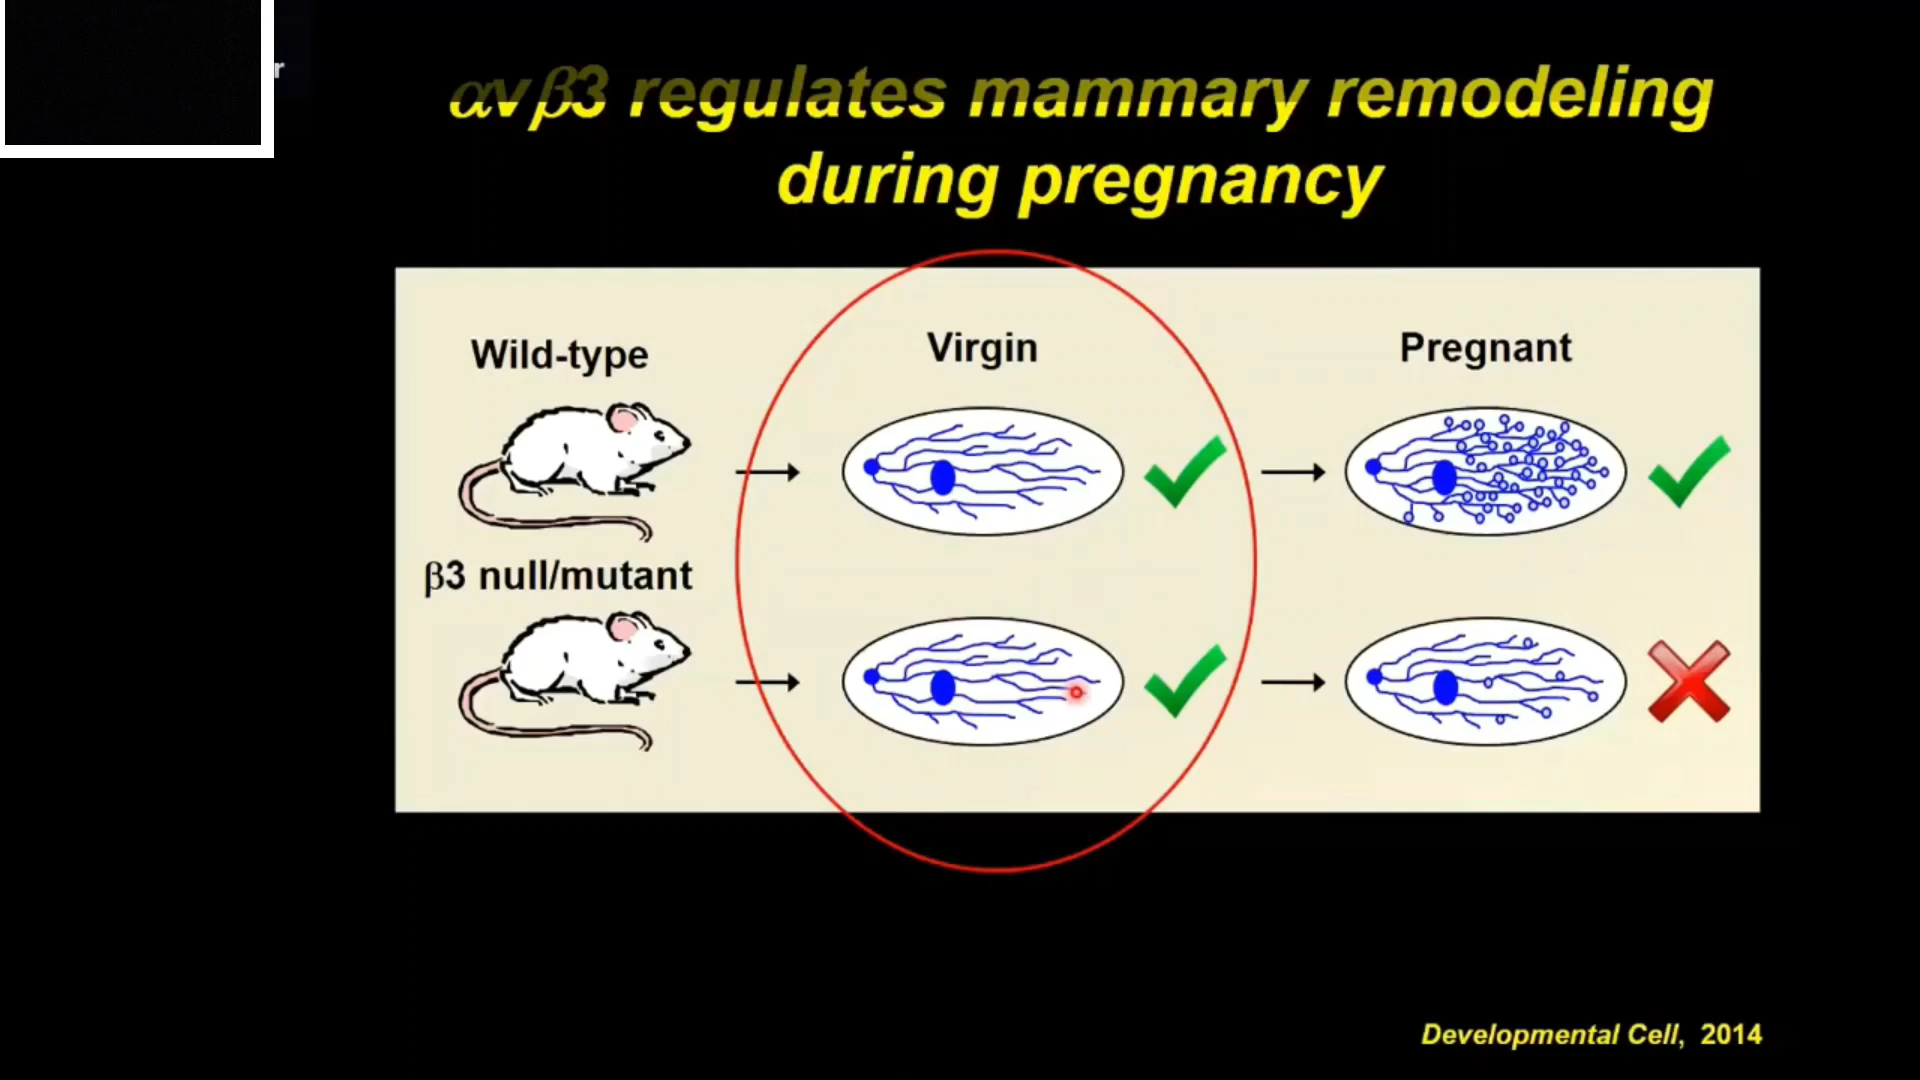 αvβ3 regulates mammary remodeling
during pregnancy
Wild-type
Virgin
Pregnant
β3 null/mutant
Developmental Cell, 2014